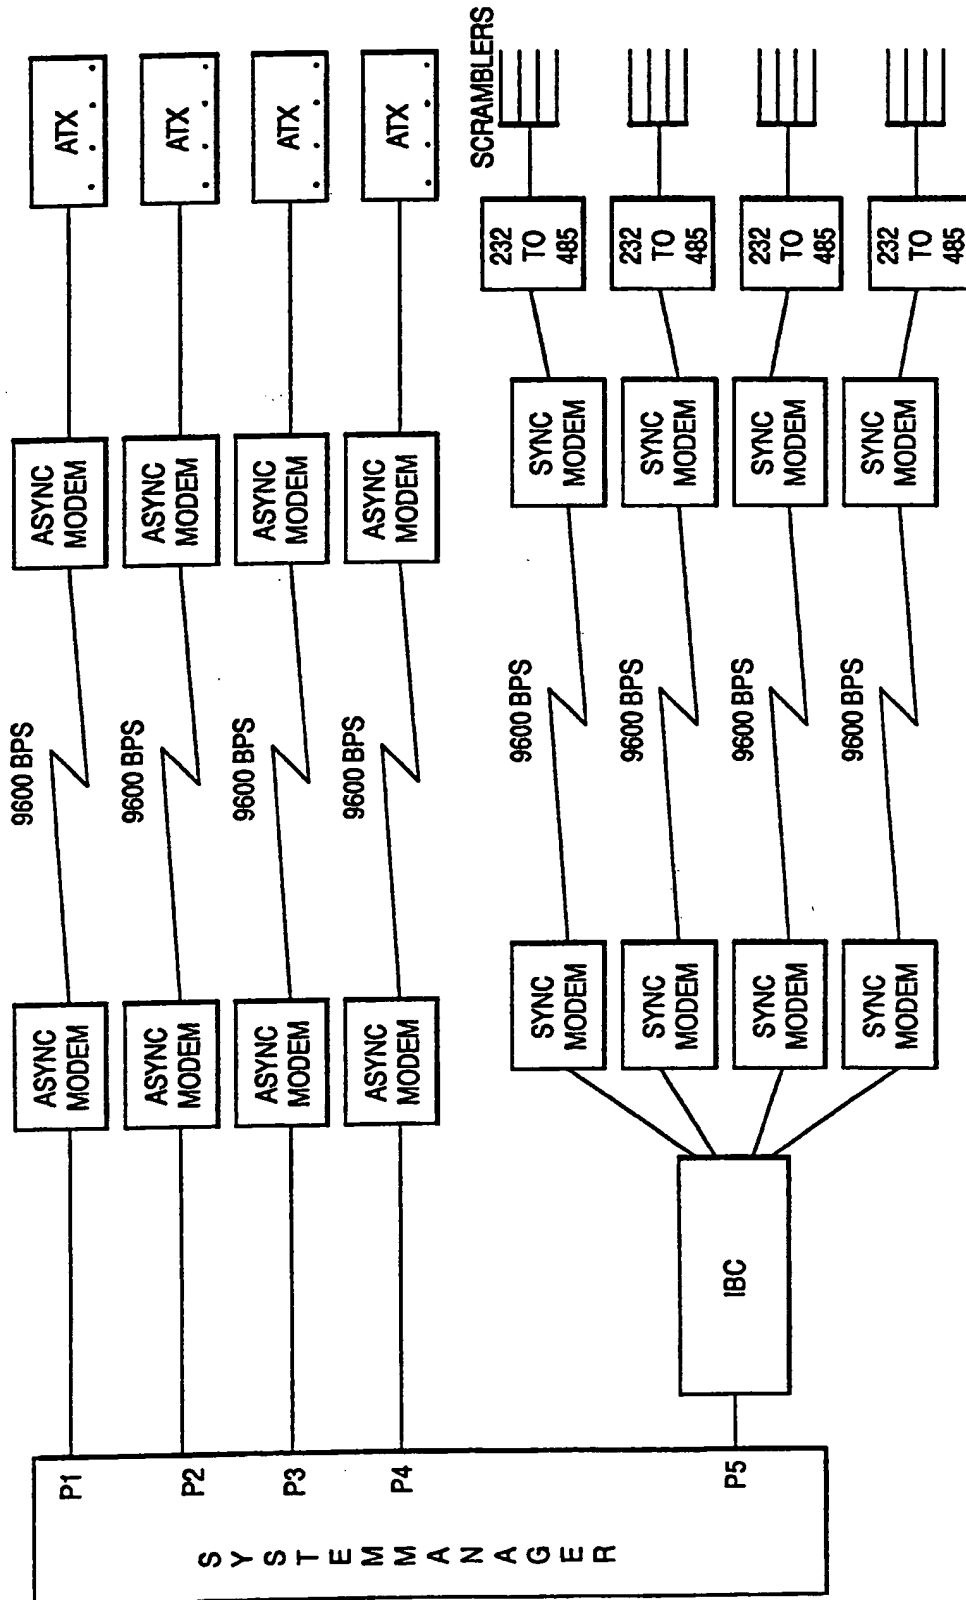 SYSTEM MANAGER
P1
P2
P3
P4
P5
ASYNC
MODEM
9600 BPS
ASYNC
MODEM
ATX
ASYNC
MODEM
9600 BPS
ASYNC
MODEM
ATX
ASYNC
MODEM
9600 BPS
ASYNC
MODEM
ATX
ASYNC
MODEM
9600 BPS
ASYNC
MODEM
ATX
SCRAMBLERS
IBC
SYNC
MODEM
9600 BPS
SYNC
MODEM
232
TO
485
SYNC
MODEM
9600 BPS
SYNC
MODEM
232
TO
485
SYNC
MODEM
9600 BPS
SYNC
MODEM
232
TO
485
SYNC
MODEM
9600 BPS
SYNC
MODEM
232
TO
485